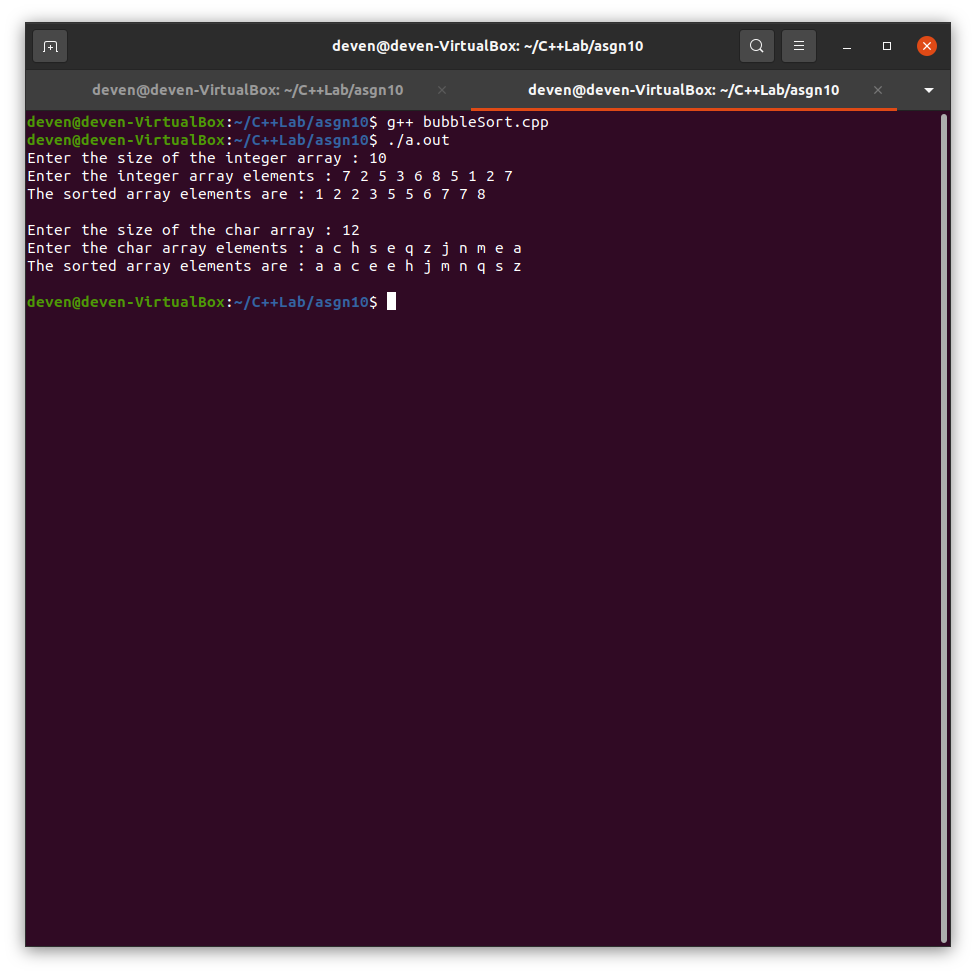 deven@deven-VirtualBox: ~/C++Lab/asgn10
deven@deven-VirtualBox: ~/C++Lab/asgn10 deven@deven-VirtualBox: ~/C++Lab/asgn10
deven@deven-VirtualBox:~/C++Lab/asgn10$ g++ bubbleSort.cpp
deven@deven-VirtualBox:~/C++Lab/asgn10$ ./a.out
Enter the size of the integer array : 10
Enter the integer array elements : 7 2 5 3 6 8 5 1 2 7
The sorted array elements are : 1 2 2 3 5 5 6 7 7 8
Enter the size of the char array : 12
Enter the char array elements : a c h s e q z j n m e a
The sorted array elements are : a a c e e h j m n q s z
deven@deven-VirtualBox:~/C++Lab/asgn10$